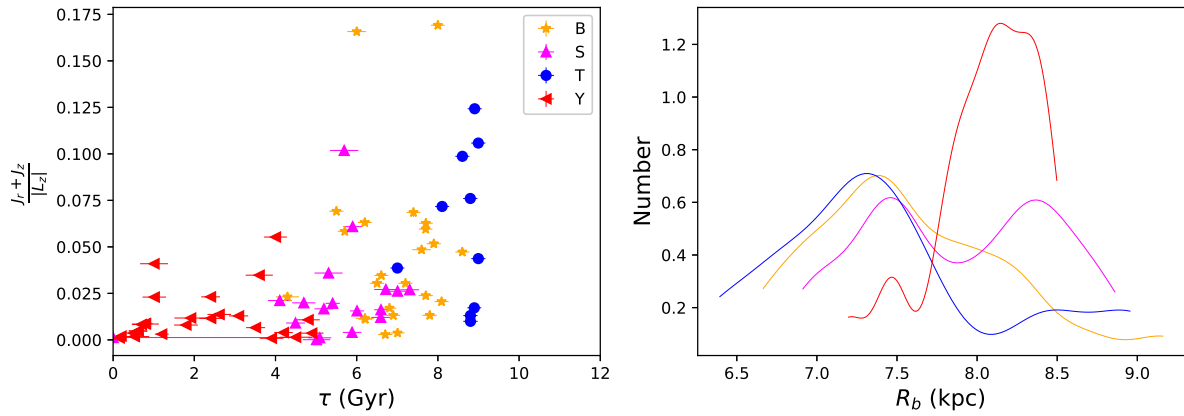 0.175
0.150
0.125
0.100
0.075
0.050
0.025
0.000
J_r + J_z
|L_z|
0 2 4 6 8 10 12
τ (Gyr)
B
S
T
Y
1.2
1.0
0.8
0.6
0.4
0.2
Number
6.5 7.0 7.5 8.0 8.5 9.0
R_b (kpc)